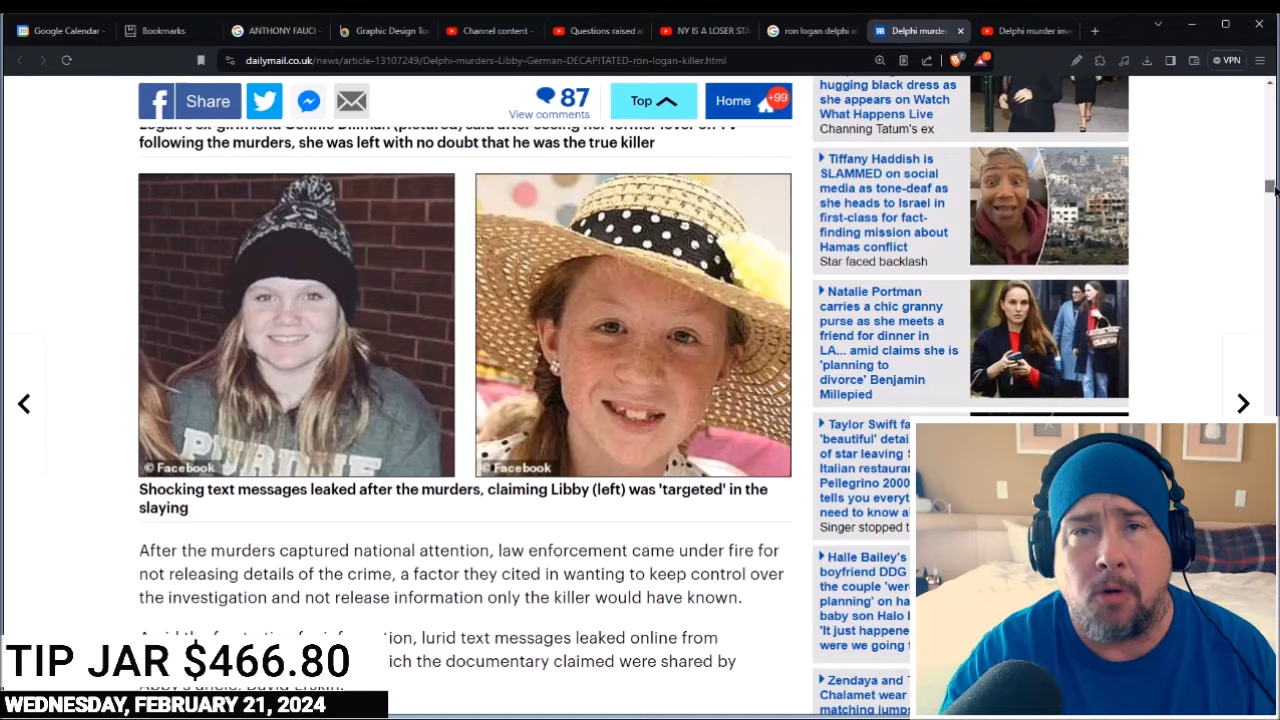 Google Calendar -
Bookmarks
ANTHONY FAUCI -
Graphic Design To
Channel content -
Questions raised a
NY IS A LOSER STA
ron logan delphi i
Delphi murde
Delphi murder inv
dailymail.co.uk/news/article-13107249/Delphi-murders-Libby-German-DECAPITATED-ron-logan-killer.html
VPN
Share
87
View comments
Top
Home
+99
following the murders, she was left with no doubt that he was the true killer
© Facebook
© Facebook
Shocking text messages leaked after the murders, claiming Libby (left) was 'targeted' in the
slaying
After the murders captured national attention, law enforcement came under fire for
not releasing details of the crime, a factor they cited in wanting to keep control over
the investigation and not release information only the killer would have known.
ion, lurid text messages leaked online from
ich the documentary claimed were shared by
hugging black dress as
she appears on Watch
What Happens Live
Channing Tatum's ex
Tiffany Haddish is
SLAMMED on social
media as tone-deaf as
she heads to Israel in
first-class for fact-
finding mission about
Hamas conflict
Star faced backlash
Natalie Portman
carries a chic granny
purse as she meets a
friend for dinner in
LA... amid claims she is
'planning to
divorce' Benjamin
Millepied
Taylor Swift fa
'beautiful' detai
of star leaving
Italian restaura
Pellegrino 2000
tells you everyt
need to know a
Singer stopped t
Halle Bailey's
boyfriend DDG
the couple 'wer
planning' on ha
baby son Halo
'It just happene
were we going
Zendaya and
Chalamet wear
matching jumps
PURDUE
TIP JAR $466.80
WEDNESDAY, FEBRUARY 21, 2024